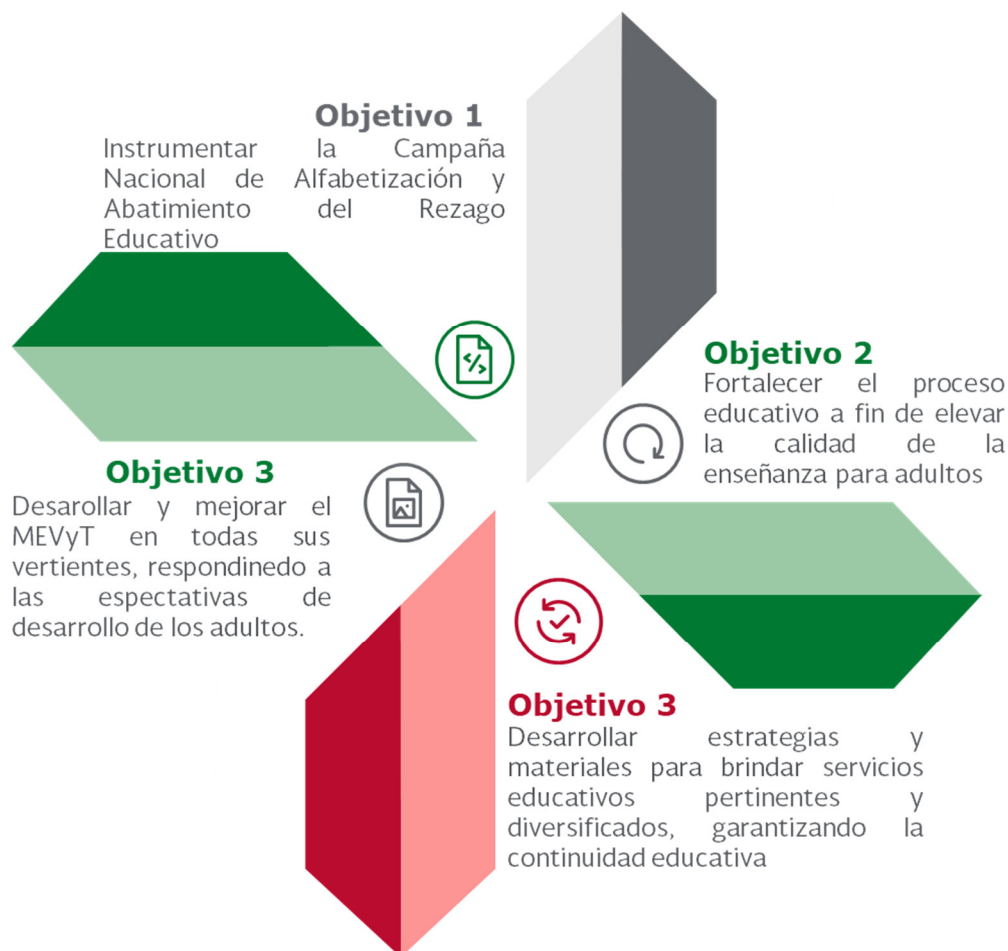 Objetivo 1
Instrumentar la Campaña
Nacional de Alfabetización y
Abatimiento del Rezago
Educativo
Objetivo 2
Fortalecer el proceso
educativo a fin de elevar
la calidad de la
enseñanza para adultos
Objetivo 3
Desarollar y mejorar el
MEVyT en todas sus
vertientes, respondinedo a
las espectativas de
desarrollo de los adultos.
Objetivo 3
Desarrollar estrategias y
materiales para brindar servicios
educativos pertinentes y
diversificados, garantizando la
continuidad educativa